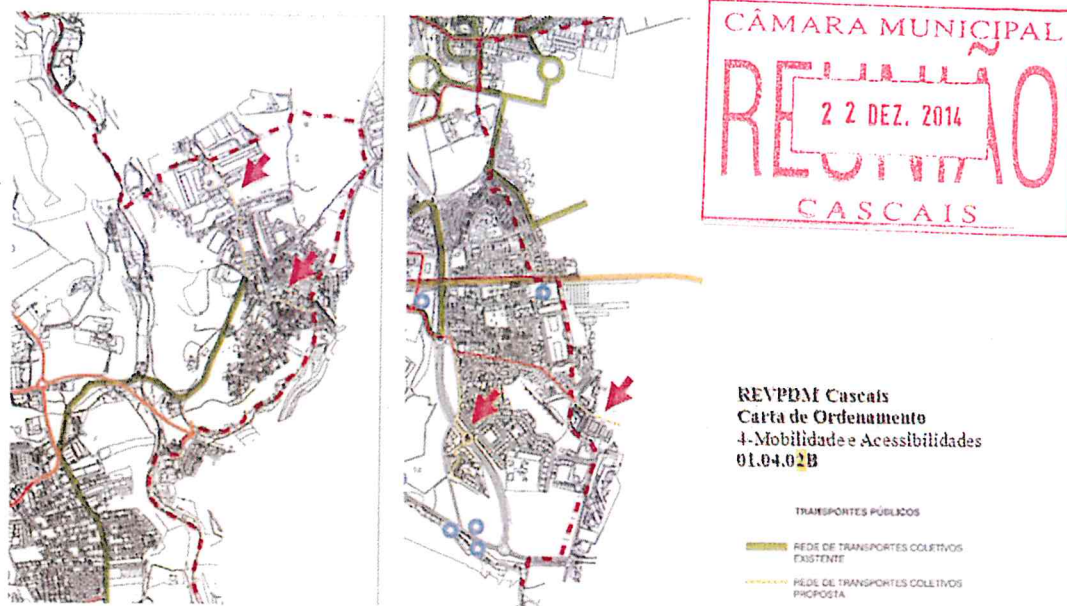 CÂMARA MUNICIPAL
REUNIÃO
22 DEZ. 2014
CASCAIS
REVPDM Cascais
Carta de Ordenamento
4-Mobilidade e Acessibilidades
01.04.02B
TRANSPORTES PÚBLICOS
REDE DE TRANSPORTES COLETIVOS
EXISTENTE
REDE DE TRANSPORTES COLETIVOS
PROPOSTA